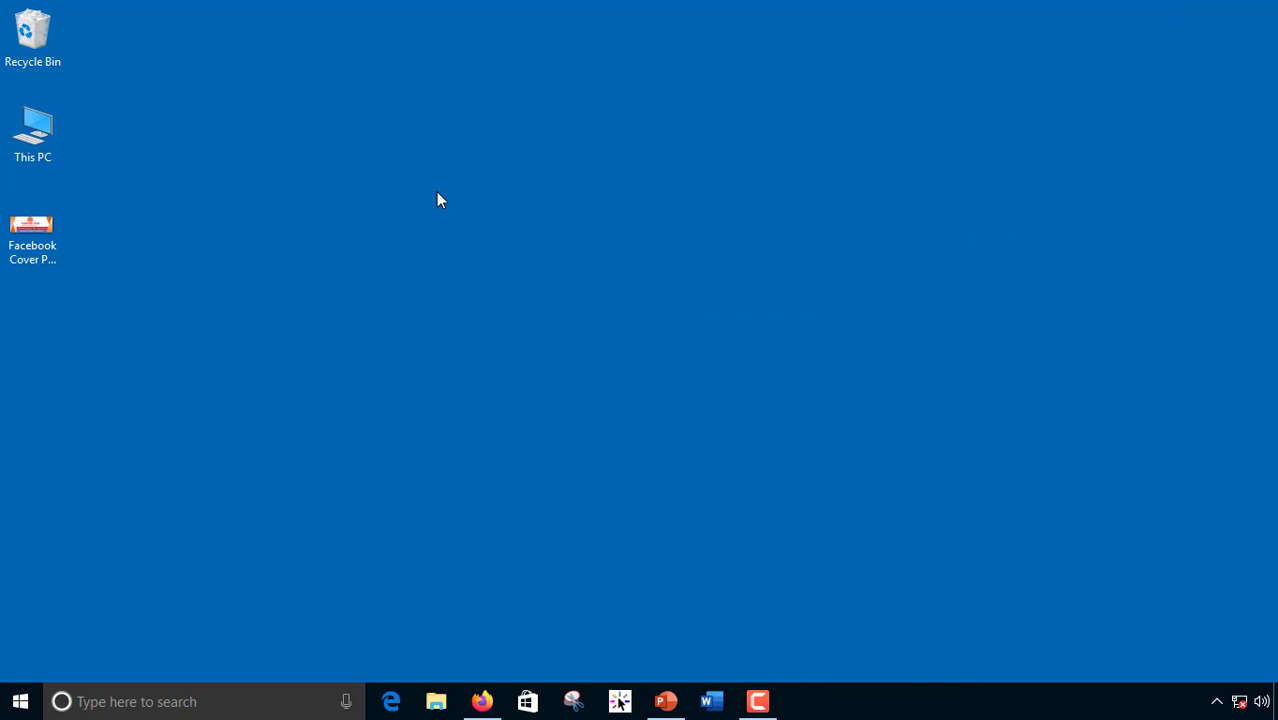 Recycle Bin
This PC
Facebook
Cover P...
Type here to search